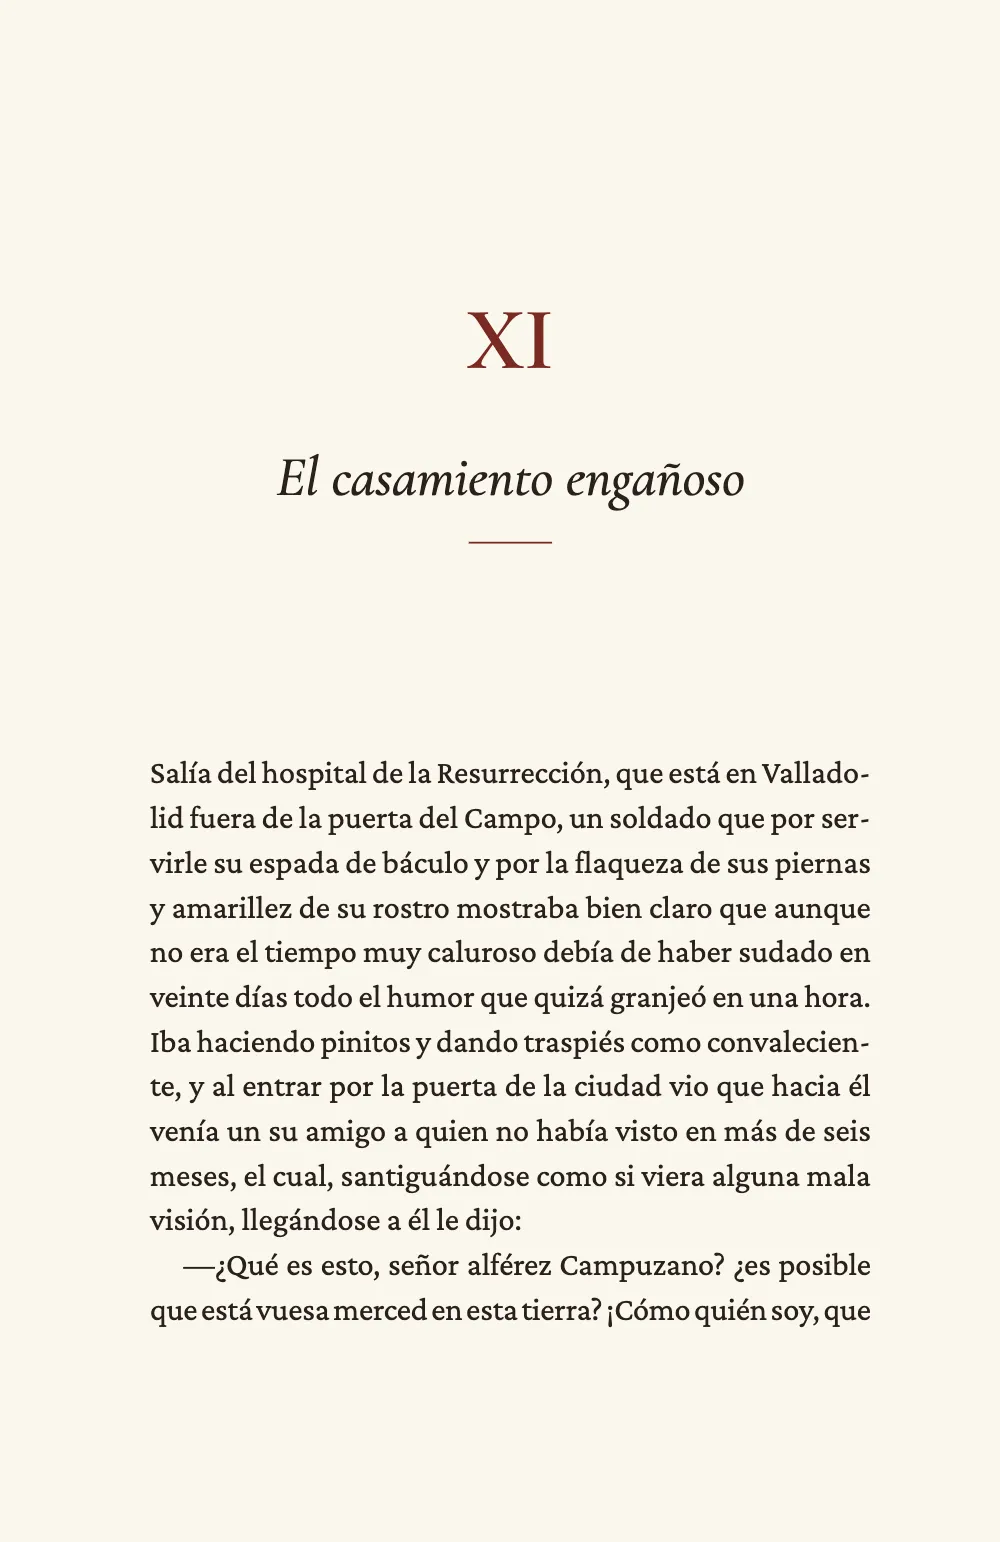 XI
El casamiento engañoso
Salía del hospital de la Resurrección, que está en Vallado-
lid fuera de la puerta del Campo, un soldado que por ser-
virle su espada de báculo y por la flaqueza de sus piernas
y amarillez de su rostro mostraba bien claro que aunque
no era el tiempo muy caluroso debía de haber sudado en
veinte días todo el humor que quizá granjeó en una hora.
Iba haciendo pinitos y dando traspiés como convalecien-
te, y al entrar por la puerta de la ciudad vio que hacia él
venía un su amigo a quien no había visto en más de seis
meses, el cual, santiguándose como si viera alguna mala
visión, llegándose a él le dijo:
—¿Qué es esto, señor alférez Campuzano? ¿es posible
que está vuesa merced en esta tierra? ¡Cómo quién soy, que